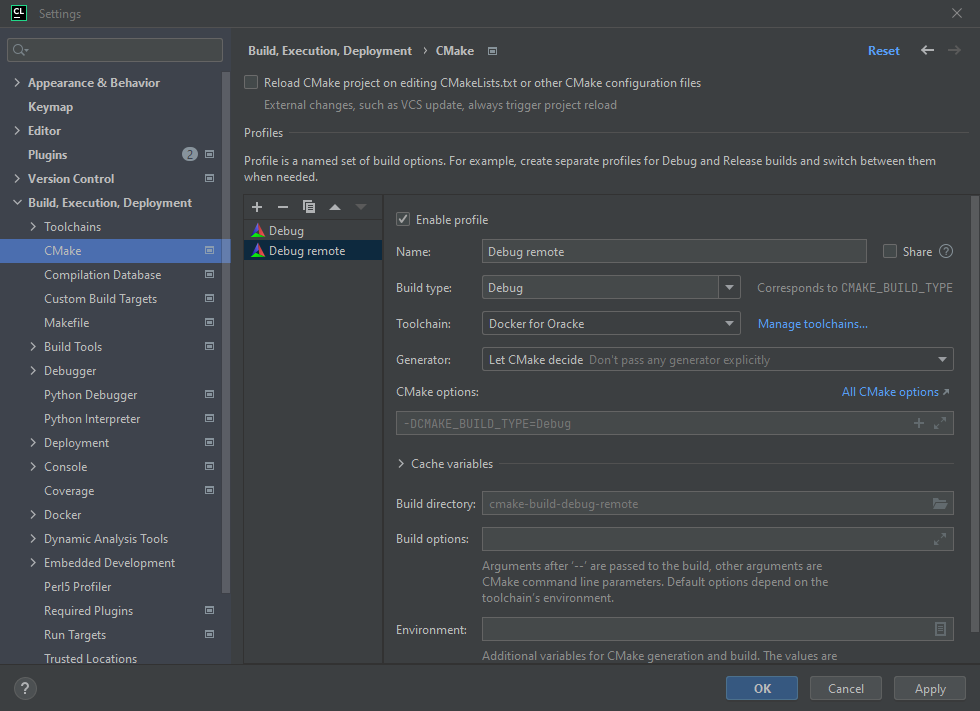 CL Settings
Build, Execution, Deployment › CMake
Reset
Appearance & Behavior
Keymap
Editor
Plugins 2
Version Control
Build, Execution, Deployment
Toolchains
CMake
Compilation Database
Custom Build Targets
Makefile
Build Tools
Debugger
Python Debugger
Python Interpreter
Deployment
Console
Coverage
Docker
Dynamic Analysis Tools
Embedded Development
Perl5 Profiler
Required Plugins
Run Targets
Trusted Locations
Reload CMake project on editing CMakeLists.txt or other CMake configuration files
External changes, such as VCS update, always trigger project reload
Profiles
Profile is a named set of build options. For example, create separate profiles for Debug and Release builds and switch between them
when needed.
Debug
Debug remote
Enable profile
Name: Debug remote Share ?
Build type: Debug Corresponds to CMAKE_BUILD_TYPE
Toolchain: Docker for Oracke Manage toolchains...
Generator: Let CMake decide Don't pass any generator explicitly
CMake options: All CMake options ↗
-DCMAKE_BUILD_TYPE=Debug
Cache variables
Build directory: cmake-build-debug-remote
Build options:
Arguments after '--' are passed to the build, other arguments are
CMake command line parameters. Default options depend on the
toolchain's environment.
Environment:
Additional variables for CMake generation and build. The values are
?
OK Cancel Apply